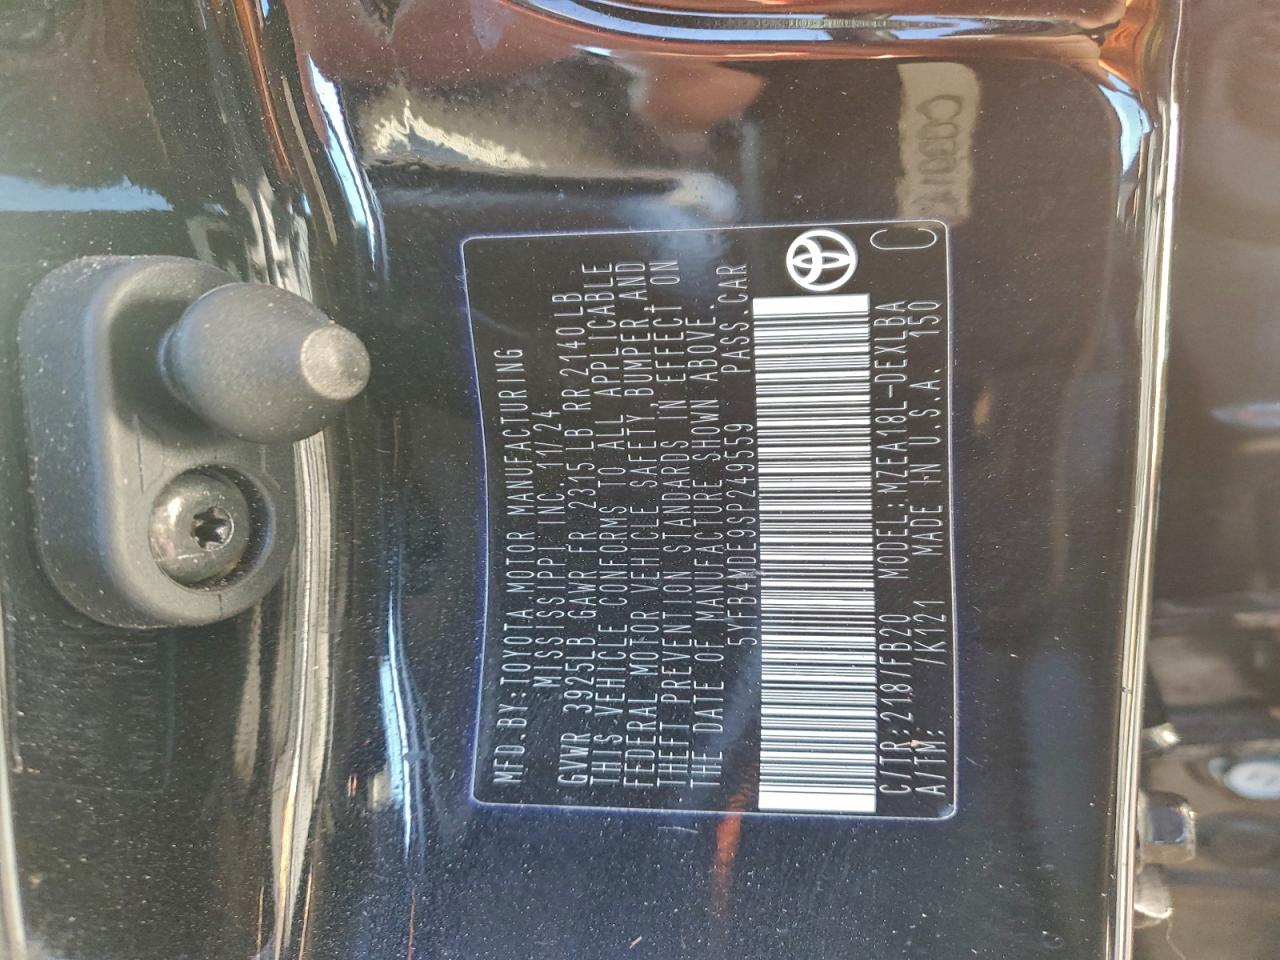 MFD.BY:TOYOTA MOTOR MANUFACTURING
MISSISSIPPI, INC. 11/24
GVWR 3925LB GAWR FR 2315LB RR 2140LB
THIS VEHICLE CONFORMS TO ALL APPLICABLE
FEDERAL MOTOR VEHICLE SAFETY, BUMPER, AND
THEFT PREVENTION STANDARDS IN EFFECT ON
THE DATE OF MANUFACTURE SHOWN ABOVE.
5YFB4MDE9SP249559 PASS.CAR
C/TR:218/FB20 MODEL:MZEA18L-DEXLBA
A/TM: /K121 MADE IN U.S.A. 150 C